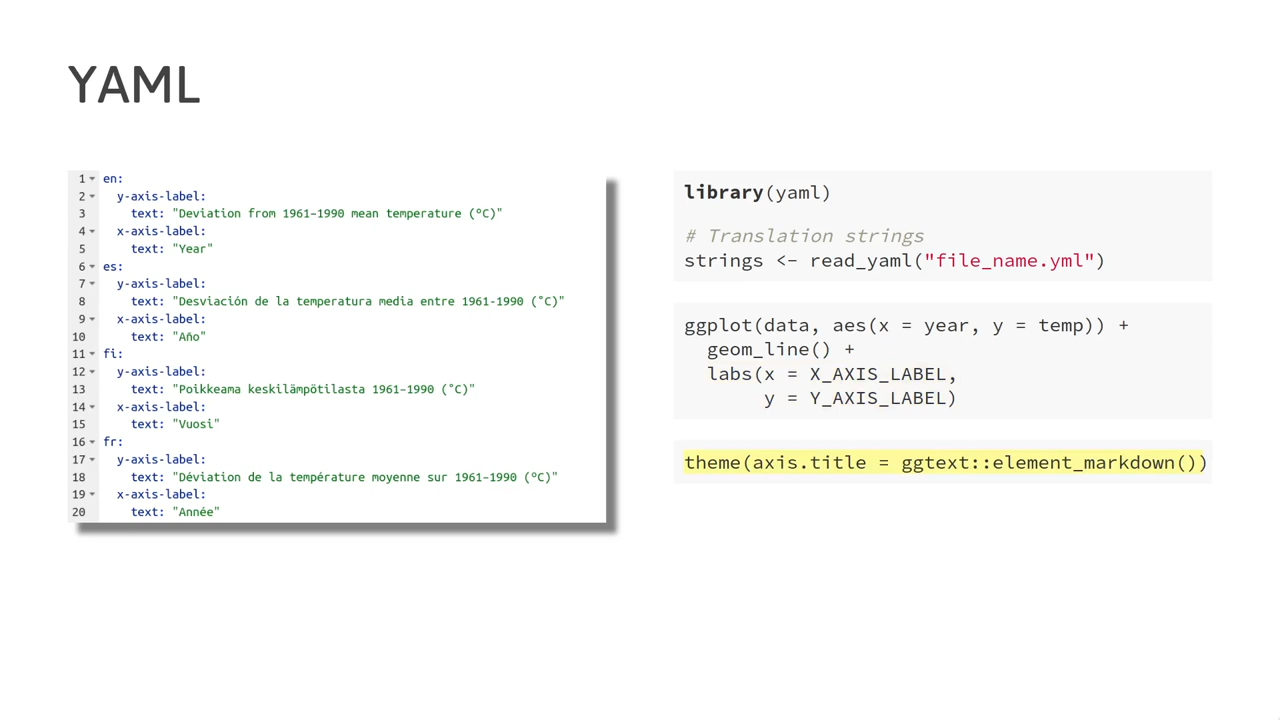 YAML
1 en:
2 y-axis-label:
3 text: "Deviation from 1961–1990 mean temperature (ºC)"
4 x-axis-label:
5 text: "Year"
6 es:
7 y-axis-label:
8 text: "Desviación de la temperatura media entre 1961-1990 (˚C)"
9 x-axis-label:
10 text: "Año"
11 fi:
12 y-axis-label:
13 text: "Poikkeama keskilämpötilasta 1961–1990 (˚C)"
14 x-axis-label:
15 text: "Vuosi"
16 fr:
17 y-axis-label:
18 text: "Déviation de la température moyenne sur 1961–1990 (ºC)"
19 x-axis-label:
20 text: "Année"
library(yaml)
# Translation strings
strings <- read_yaml("file_name.yml")
ggplot(data, aes(x = year, y = temp)) +
geom_line() +
labs(x = X_AXIS_LABEL,
y = Y_AXIS_LABEL)
theme(axis.title = ggtext::element_markdown())